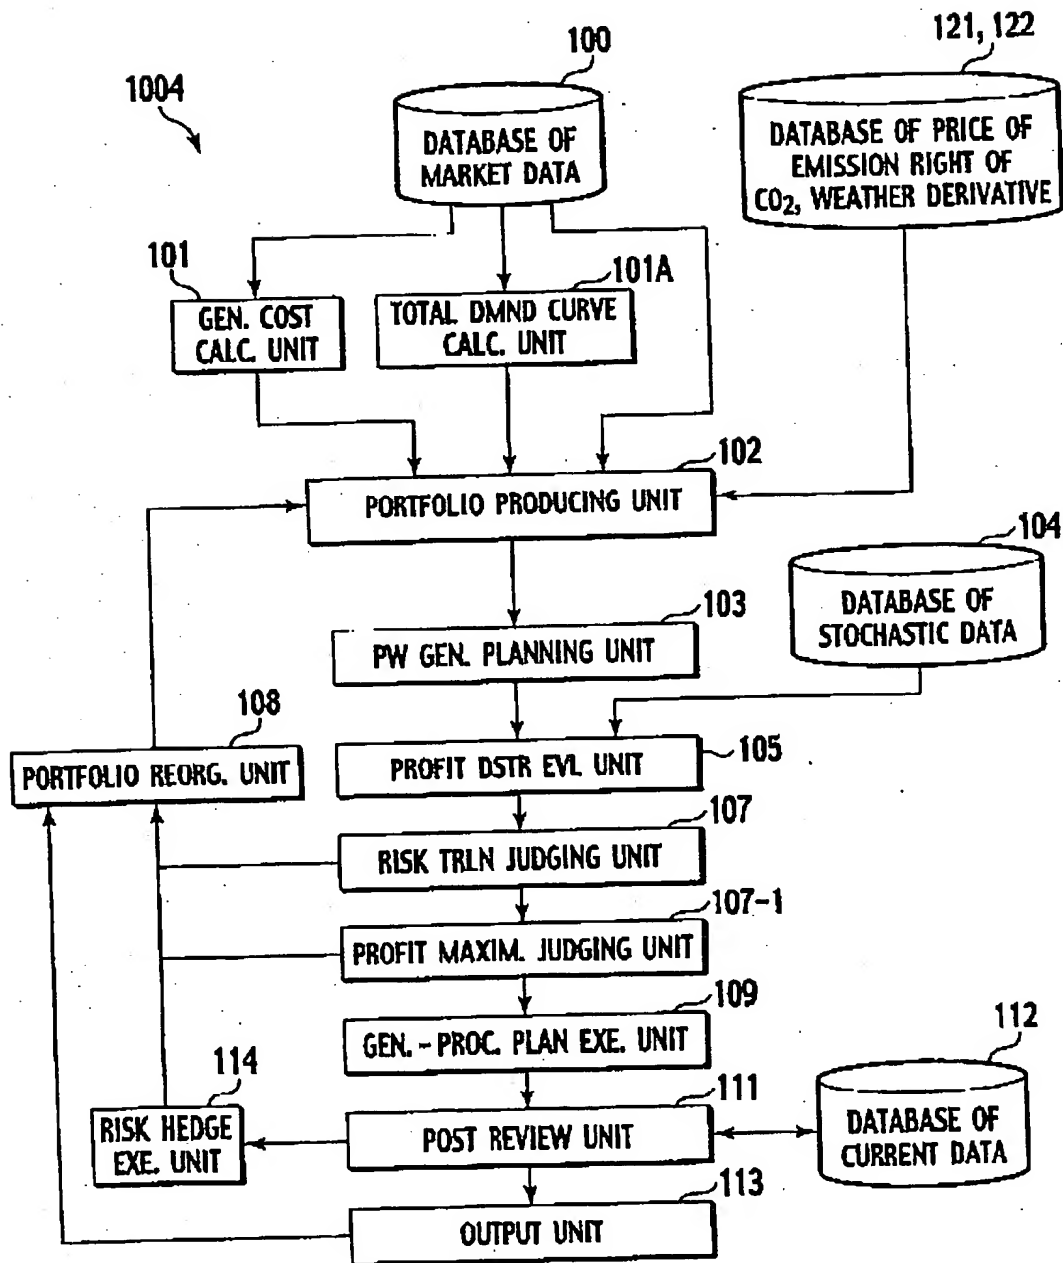 100
121, 122
1004
DATABASE OF
MARKET DATA
DATABASE OF PRICE OF
EMISSION RIGHT OF
CO₂, WEATHER DERIVATIVE
101
GEN. COST
CALC. UNIT
101A
TOTAL DMND CURVE
CALC. UNIT
102
PORTFOLIO PRODUCING UNIT
104
DATABASE OF
STOCHASTIC DATA
103
PW GEN. PLANNING UNIT
108
PORTFOLIO REORG. UNIT
105
PROFIT DSTR EVL UNIT
107
RISK TRLN JUDGING UNIT
107-1
PROFIT MAXIM. JUDGING UNIT
109
GEN.-PROC. PLAN EXE. UNIT
112
DATABASE OF
CURRENT DATA
114
RISK HEDGE
EXE. UNIT
111
POST REVIEW UNIT
113
OUTPUT UNIT